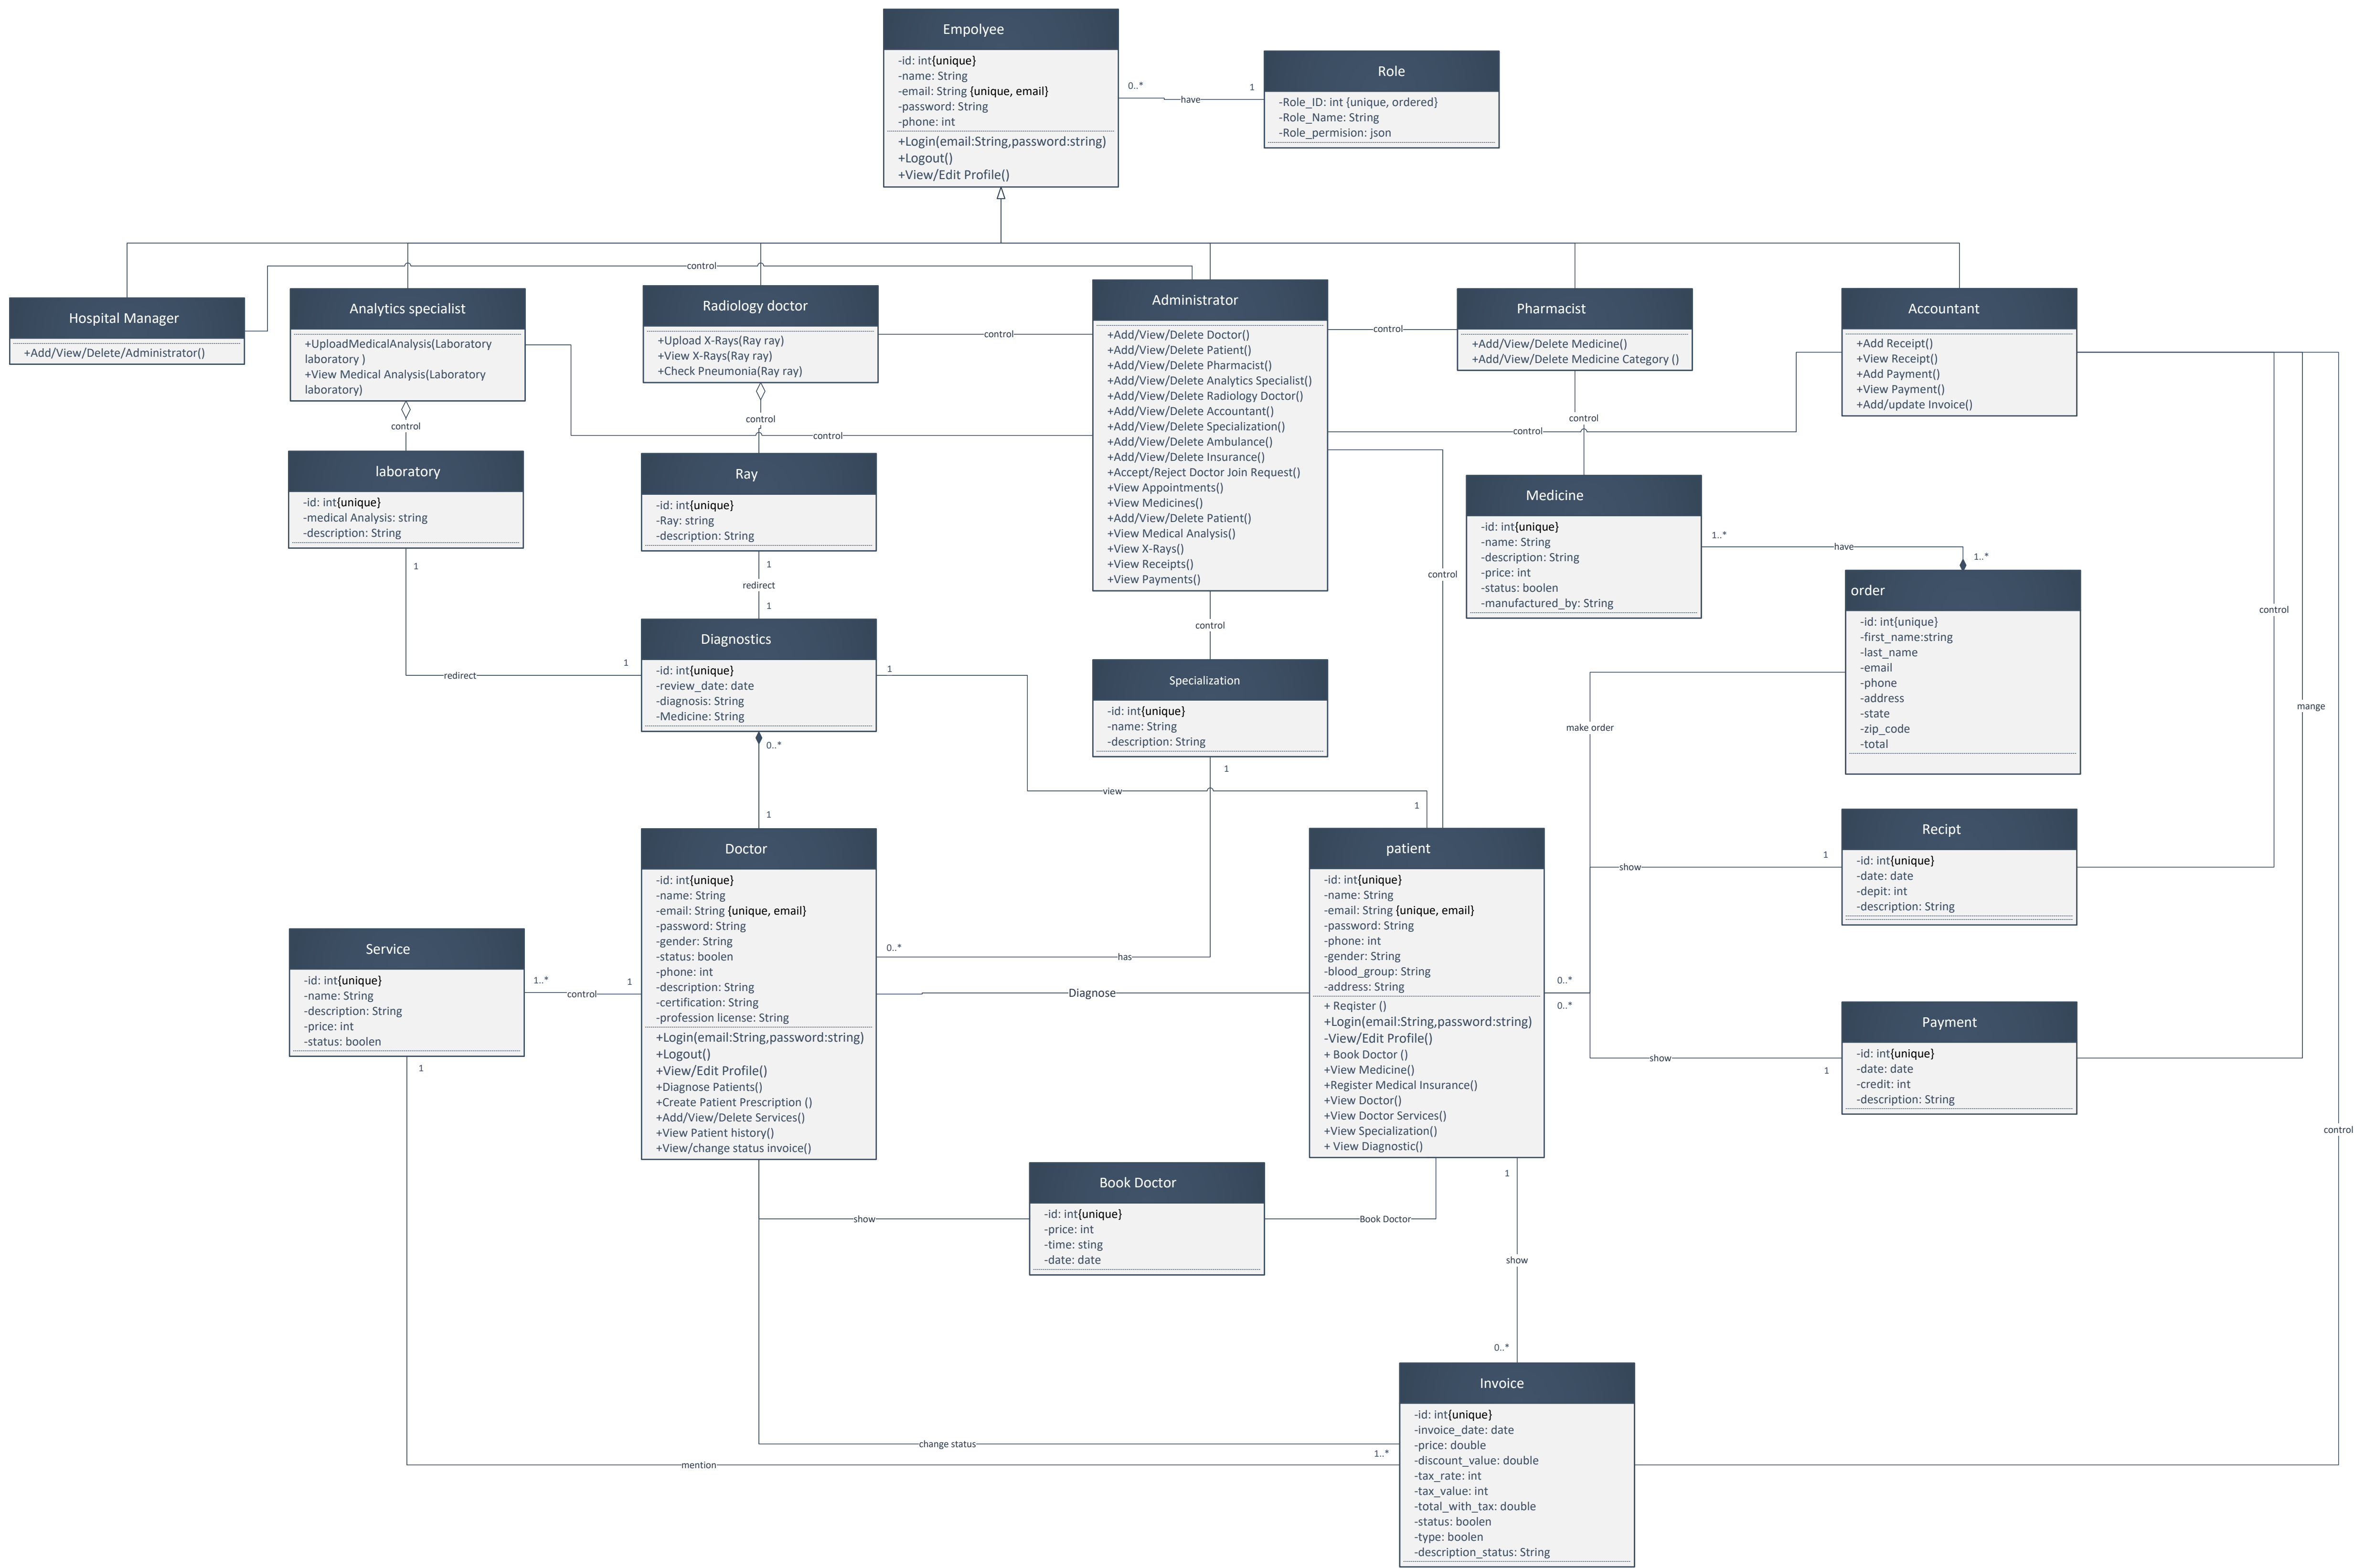 Empolyee
-id: int{unique}
-name: String
-email: String {unique, email}
-password: String
-phone: int
+Login(email:String,password:string)
+Logout()
+View/Edit Profile()
0..*
have
1
Role
-Role_ID: int {unique, ordered}
-Role_Name: String
-Role_permision: json
control
Hospital Manager
+Add/View/Delete/Administrator()
Analytics specialist
+UploadMedicalAnalysis(Laboratory
laboratory )
+View Medical Analysis(Laboratory
laboratory)
control
Radiology doctor
+Upload X-Rays(Ray ray)
+View X-Rays(Ray ray)
+Check Pneumonia(Ray ray)
control
control
control
Administrator
+Add/View/Delete Doctor()
+Add/View/Delete Patient()
+Add/View/Delete Pharmacist()
+Add/View/Delete Analytics Specialist()
+Add/View/Delete Radiology Doctor()
+Add/View/Delete Accountant()
+Add/View/Delete Specialization()
+Add/View/Delete Ambulance()
+Add/View/Delete Insurance()
+Accept/Reject Doctor Join Request()
+View Appointments()
+View Medicines()
+Add/View/Delete Patient()
+View Medical Analysis()
+View X-Rays()
+View Receipts()
+View Payments()
control
Pharmacist
+Add/View/Delete Medicine()
+Add/View/Delete Medicine Category ()
control
control
Accountant
+Add Receipt()
+View Receipt()
+Add Payment()
+View Payment()
+Add/update Invoice()
laboratory
-id: int{unique}
-medical Analysis: string
-description: String
1
redirect
1
Ray
-id: int{unique}
-Ray: string
-description: String
1
redirect
1
control
control
Medicine
-id: int{unique}
-name: String
-description: String
-price: int
-status: boolen
-manufactured_by: String
1..*
have
1..*
order
-id: int{unique}
-first_name:string
-last_name
-email
-phone
-address
-state
-zip_code
-total
control
mange
control
Diagnostics
-id: int{unique}
-review_date: date
-diagnosis: String
-Medicine: String
1
0..*
1
view
1
Specialization
-id: int{unique}
-name: String
-description: String
1
make order
Doctor
-id: int{unique}
-name: String
-email: String {unique, email}
-password: String
-gender: String
-status: boolen
-phone: int
-description: String
-certification: String
-profession license: String
+Login(email:String,password:string)
+Logout()
+View/Edit Profile()
+Diagnose Patients()
+Create Patient Prescription ()
+Add/View/Delete Services()
+View Patient history()
+View/change status invoice()
0..*
has
Diagnose
patient
-id: int{unique}
-name: String
-email: String {unique, email}
-password: String
-phone: int
-gender: String
-blood_group: String
-address: String
+ Reqister ()
+Login(email:String,password:string)
-View/Edit Profile()
+ Book Doctor ()
+View Medicine()
+Register Medical Insurance()
+View Doctor()
+View Doctor Services()
+View Specialization()
+ View Diagnostic()
0..*
0..*
show
1
Recipt
-id: int{unique}
-date: date
-depit: int
-description: String
show
1
Payment
-id: int{unique}
-date: date
-credit: int
-description: String
Service
-id: int{unique}
-name: String
-description: String
-price: int
-status: boolen
1..*
control
1
1
show
Book Doctor
-id: int{unique}
-price: int
-time: sting
-date: date
Book Doctor
1
show
0..*
change status
1..*
mention
Invoice
-id: int{unique}
-invoice_date: date
-price: double
-discount_value: double
-tax_rate: int
-tax_value: int
-total_with_tax: double
-status: boolen
-type: boolen
-description_status: String